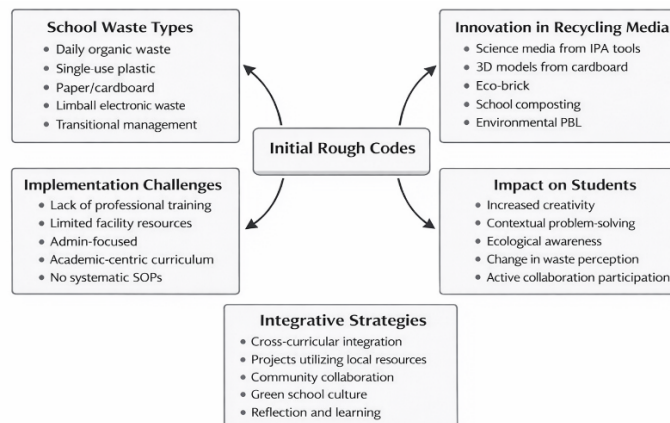 School Waste Types
• Daily organic waste
• Single-use plastic
• Paper/cardboard
• Limball electronic waste
• Transitional management
Innovation in Recycling Media
• Science media from IPA tools
• 3D models from cardboard
• Eco-brick
• School composting
• Environmental PBL
Initial Rough Codes
Implementation Challenges
• Lack of professional training
• Limited facility resources
• Admin-focused
• Academic-centric curriculum
• No systematic SOPs
Impact on Students
• Increased creativity
• Contextual problem-solving
• Ecological awareness
• Change in waste perception
• Active collaboration participation
Integrative Strategies
• Cross-curricular integration
• Projects utilizing local resources
• Community collaboration
• Green school culture
• Reflection and learning